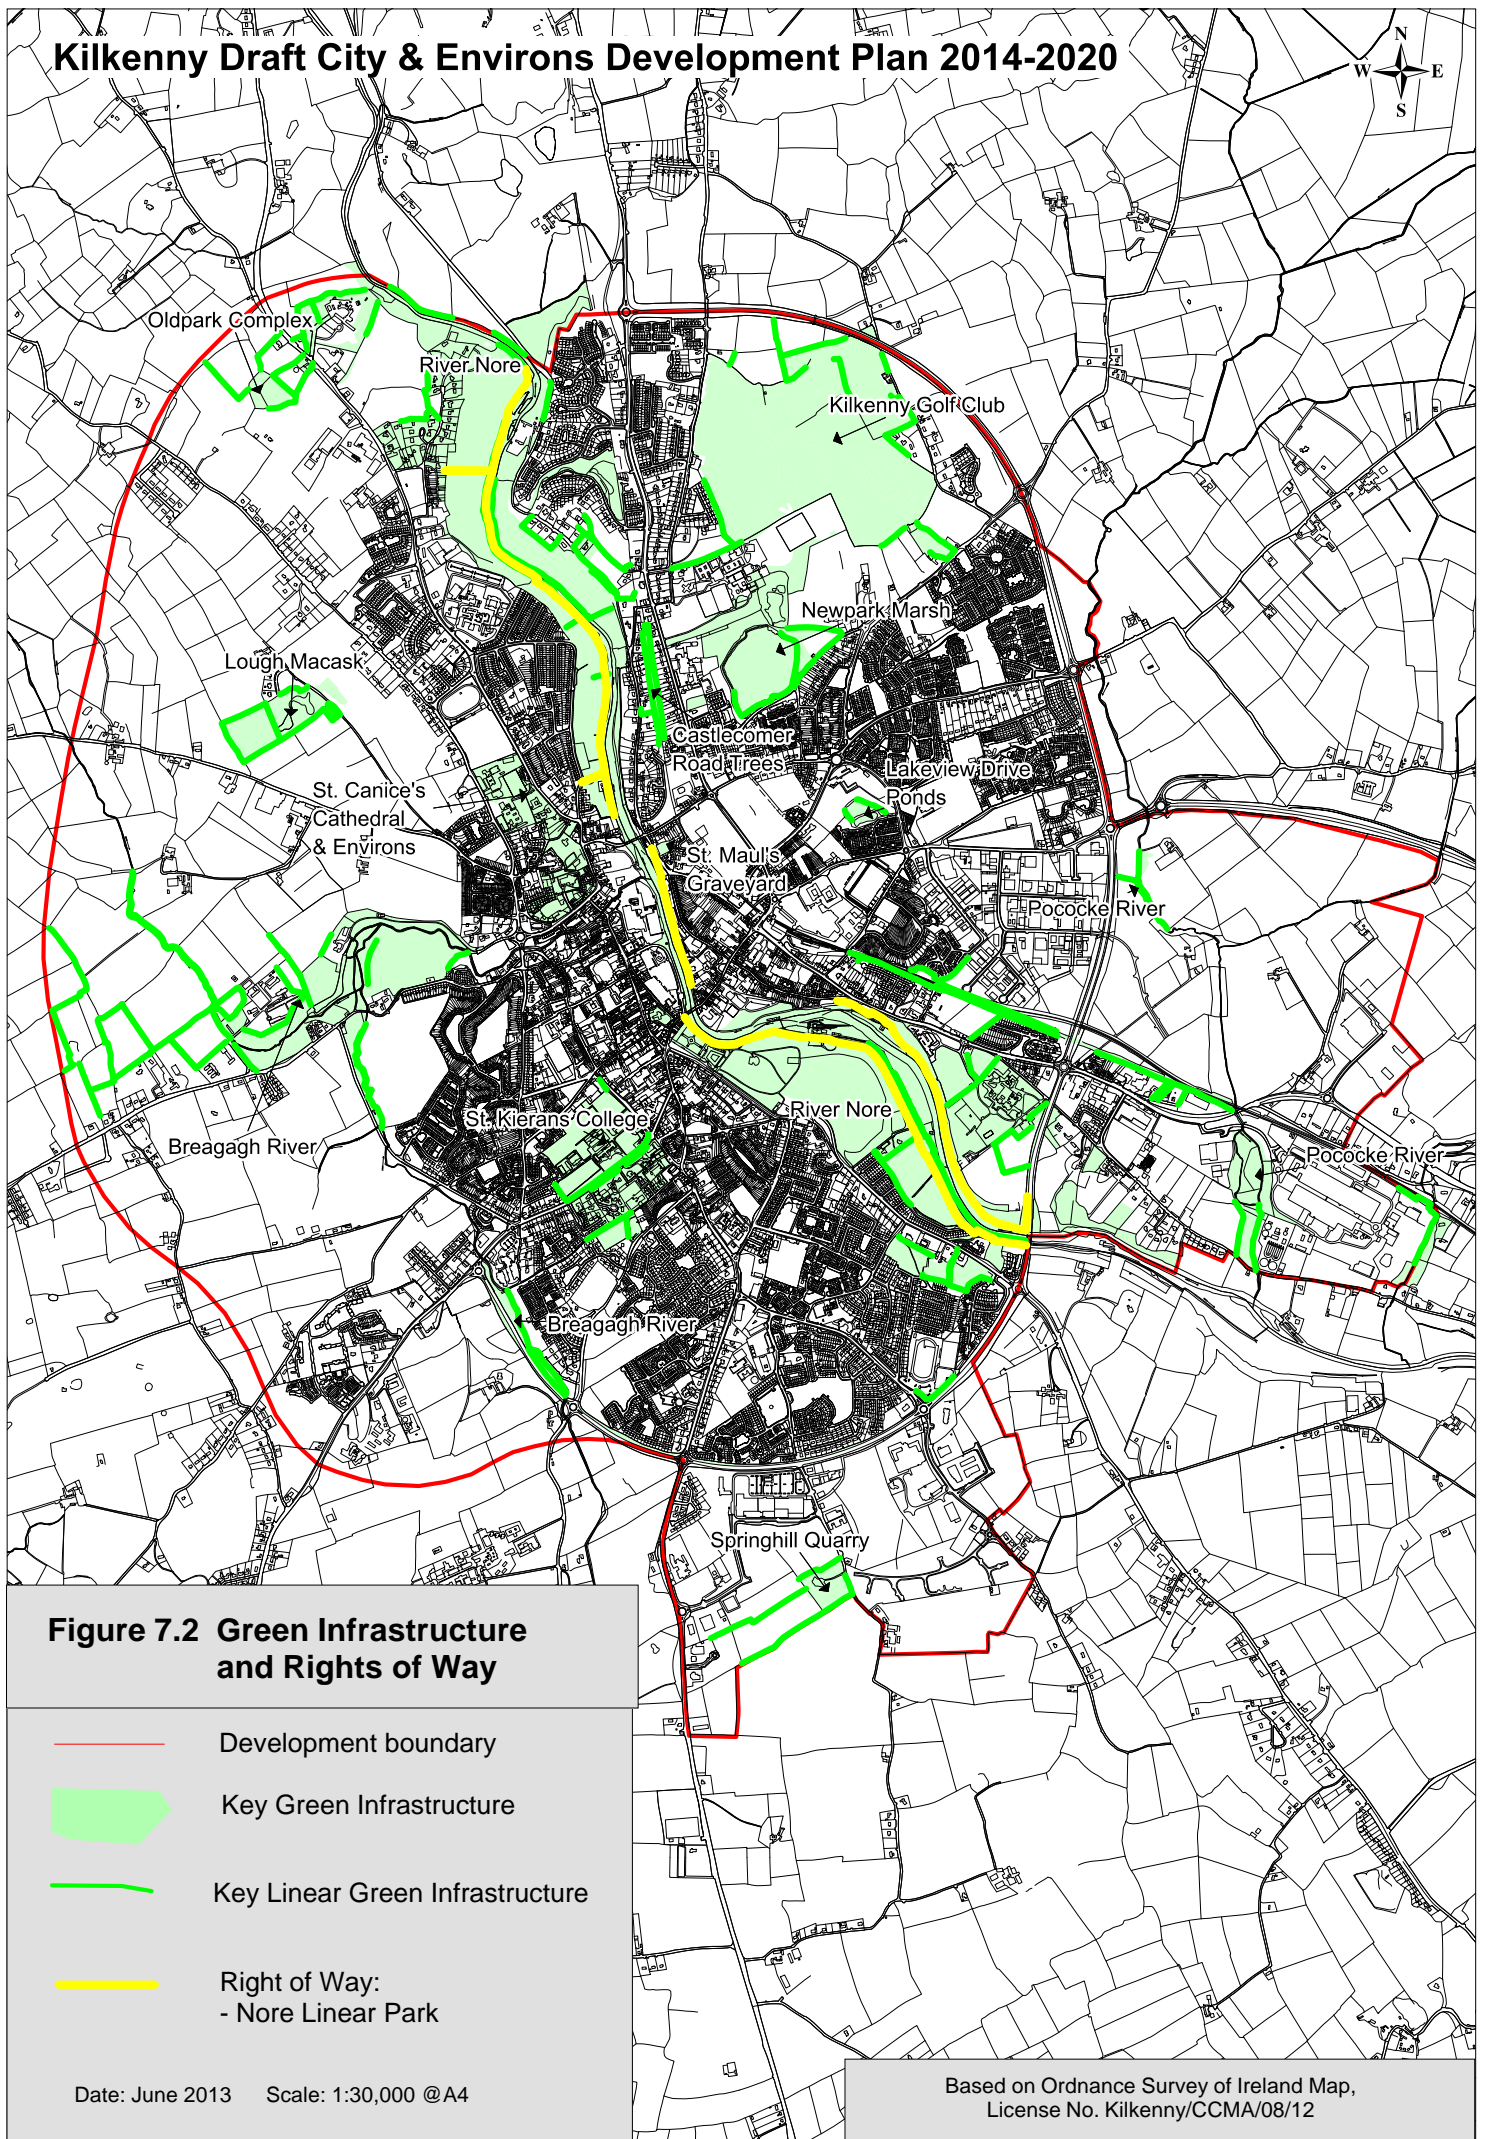 Kilkenny Draft City & Environs Development Plan 2014-2020
N
W E
S
Oldpark Complex
River Nore
Kilkenny Golf Club
Newpark Marsh
Lough Macask
Castlecomer
Road Trees
Lakeview Drive
Ponds
St. Canice's
Cathedral
& Environs
St. Maul's
Graveyard
Pococke River
St. Kierans College
River Nore
Breagagh River
Pococke River
Breagagh River
Springhill Quarry
Figure 7.2 Green Infrastructure
and Rights of Way
Development boundary
Key Green Infrastructure
Key Linear Green Infrastructure
Right of Way:
- Nore Linear Park
Date: June 2013 Scale: 1:30,000 @A4
Based on Ordnance Survey of Ireland Map,
License No. Kilkenny/CCMA/08/12